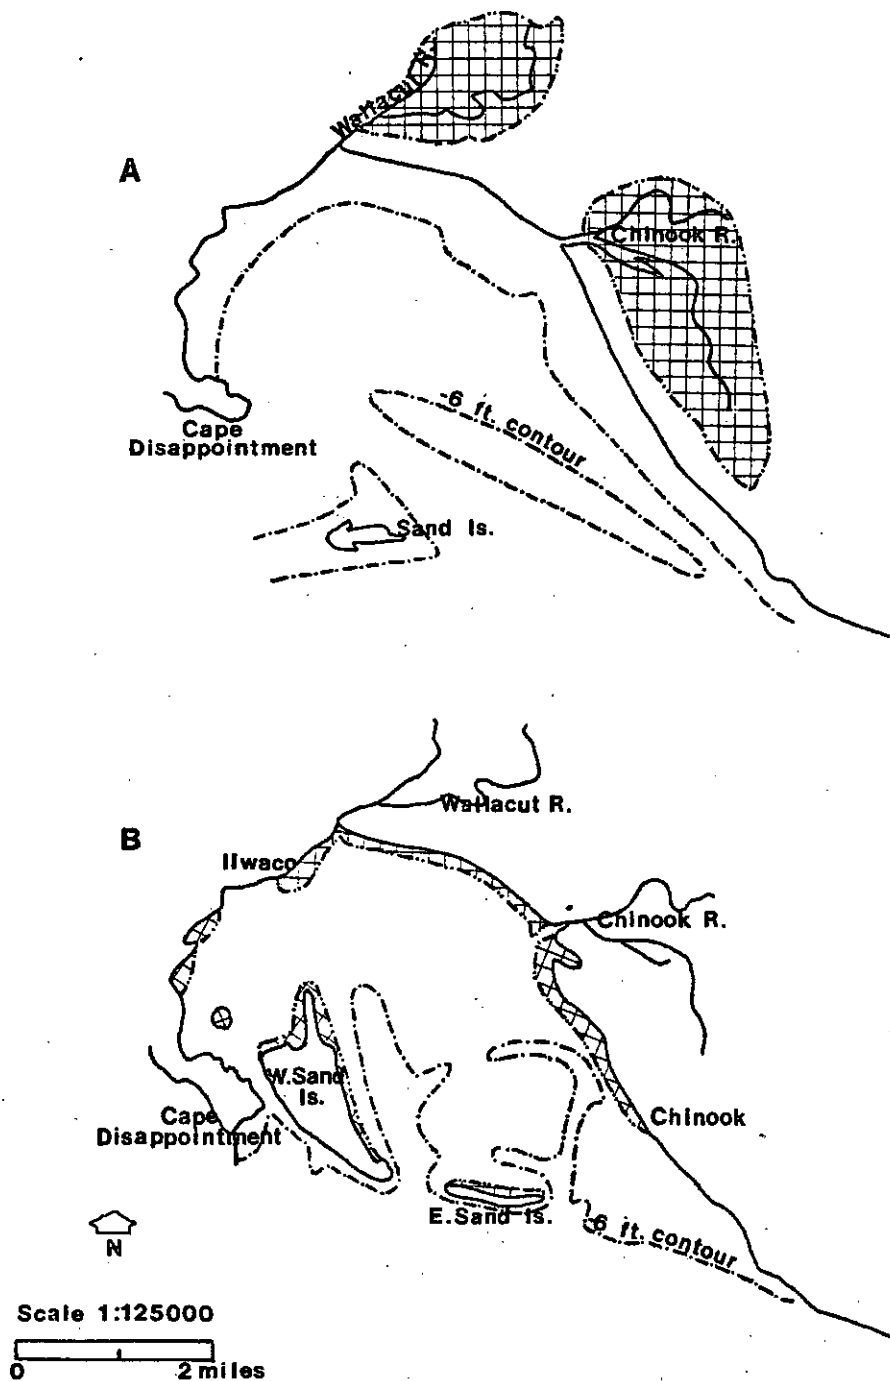 Wallacut R.
A
Chinook R.
-6 ft. contour
Cape
Disappointment
Sand Is.
Wallacut R.
B
Ilwaco
Chinook R.
W.Sand
Is.
Cape
Disappointment
Chinook
E.Sand Is.
-6 ft. contour
N
Scale 1:125000
0 2 miles